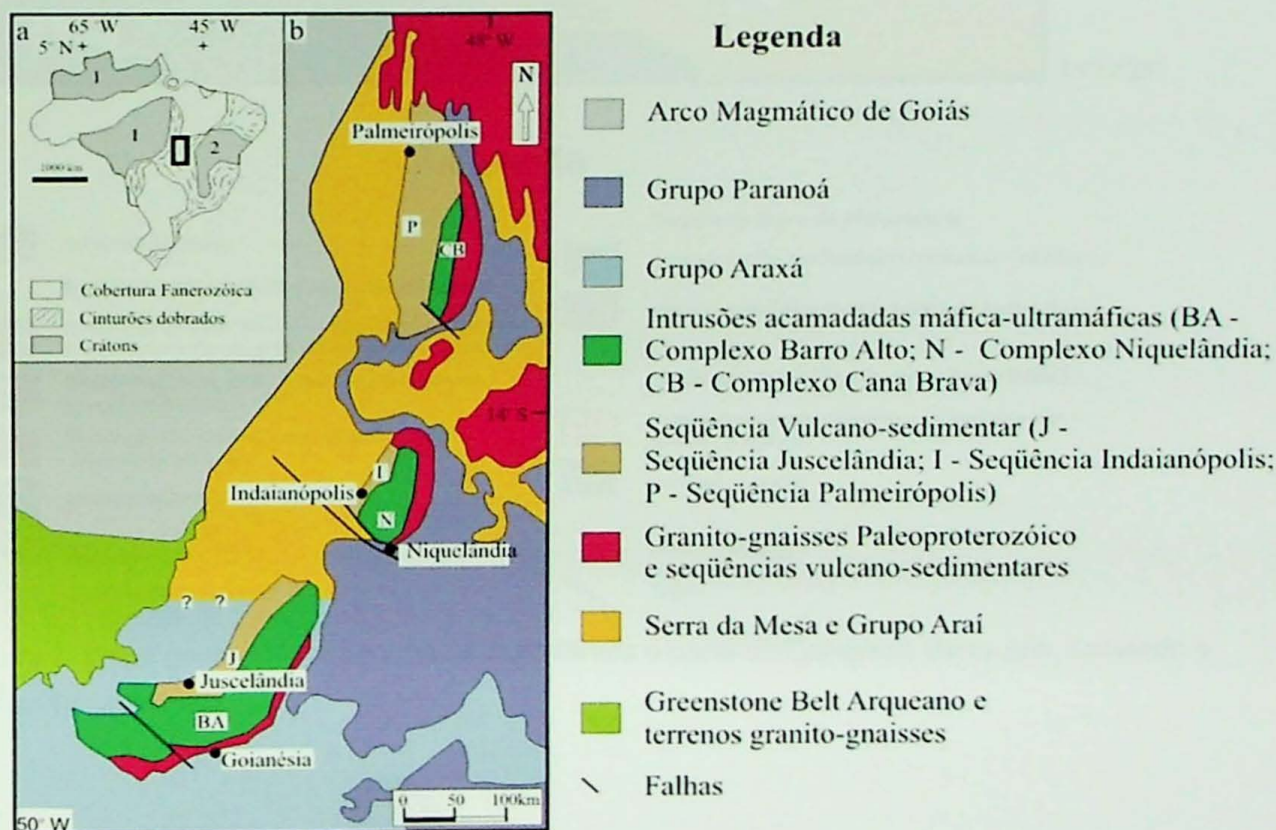 a
65° W
45° W
5° N
1
1
2
2000 km
Cobertura Fanerozóica
Cinturões dobrados
Crátons
b
48° W
N
Palmeirópolis
P
CB
14° S
I
Indaianópolis
N
Niquelândia
? ?
J
Juscelândia
BA
Goianésia
0 50 100km
50° W
Legenda
Arco Magmático de Goiás
Grupo Paranoá
Grupo Araxá
Intrusões acamadadas máfica-ultramáficas (BA -
Complexo Barro Alto; N - Complexo Niquelândia;
CB - Complexo Cana Brava)
Seqüência Vulcano-sedimentar (J -
Seqüência Juscelândia; I - Seqüência Indaianópolis;
P - Seqüência Palmeirópolis)
Granito-gnaisses Paleoproterozóico
e seqüências vulcano-sedimentares
Serra da Mesa e Grupo Araí
Greenstone Belt Arqueano e
terrenos granito-gnaisses
Falhas